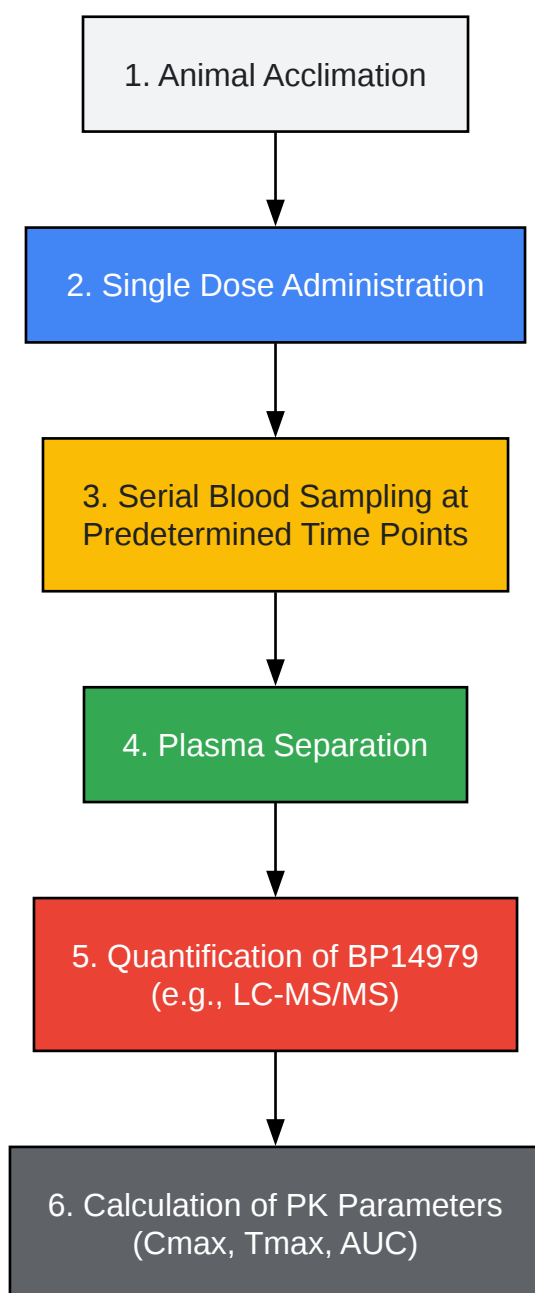 1. Animal Acclimation
2. Single Dose Administration
3. Serial Blood Sampling at
Predetermined Time Points
4. Plasma Separation
5. Quantification of BP14979
(e.g., LC-MS/MS)
6. Calculation of PK Parameters
(Cmax, Tmax, AUC)